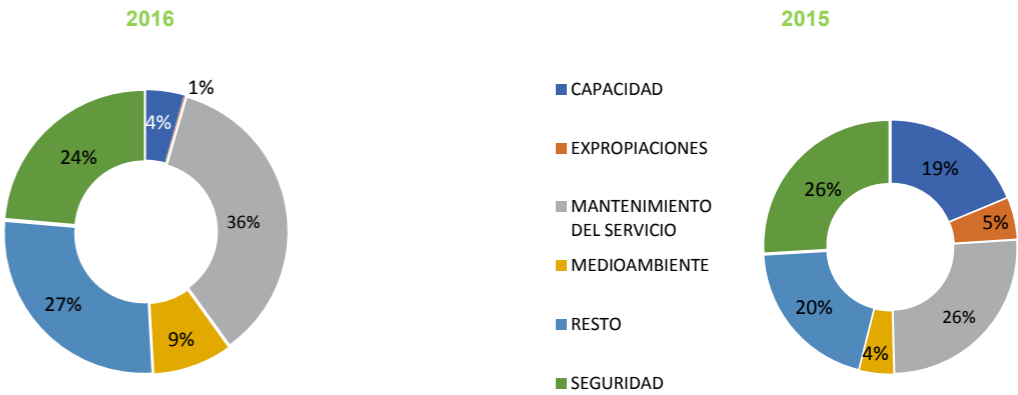 2016
4%
1%
36%
9%
27%
24%
CAPACIDAD
EXPROPIACIONES
MANTENIMIENTO
DEL SERVICIO
MEDIOAMBIENTE
RESTO
SEGURIDAD
2015
19%
5%
26%
4%
20%
26%